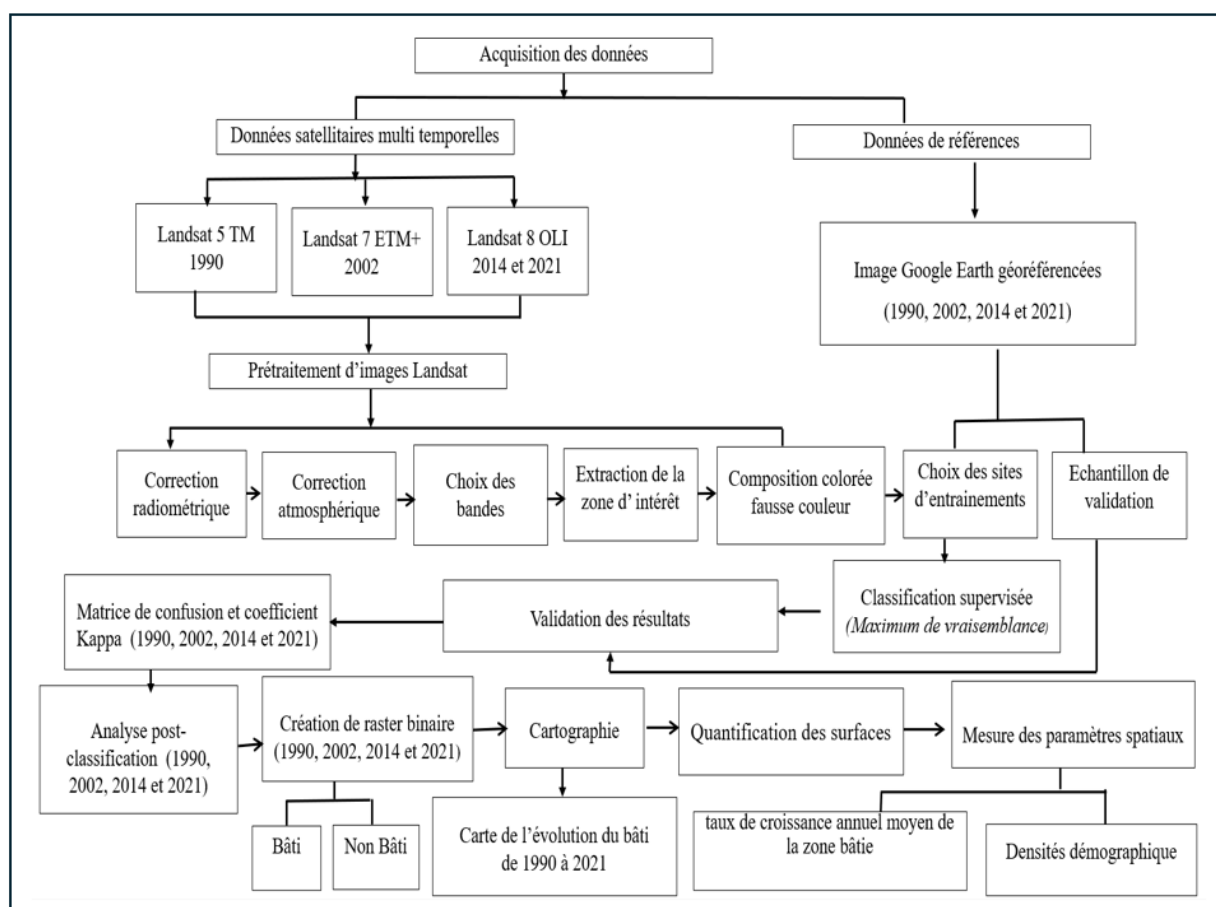 Acquisition des données
Données satellitaires multi temporelles
Données de références
Landsat 5 TM
1990
Landsat 7 ETM+
2002
Landsat 8 OLI
2014 et 2021
Image Google Earth géoréférencées
(1990, 2002, 2014 et 2021)
Prétraitement d’images Landsat
Correction
radiométrique
Correction
atmosphérique
Choix des
bandes
Extraction de la
zone d’ intérêt
Composition colorée
fausse couleur
Choix des sites
d’entrainements
Echantillon de
validation
Matrice de confusion et coefficient
Kappa (1990, 2002, 2014 et 2021)
Validation des résultats
Classification supervisée
(Maximum de vraisemblance)
Analyse post-
classification (1990,
2002, 2014 et 2021)
Création de raster binaire
(1990, 2002, 2014 et 2021)
Cartographie
Quantification des surfaces
Mesure des paramètres spatiaux
Bâti
Non Bâti
Carte de l’évolution du bâti
de 1990 à 2021
taux de croissance annuel moyen de
la zone bâtie
Densités démographique